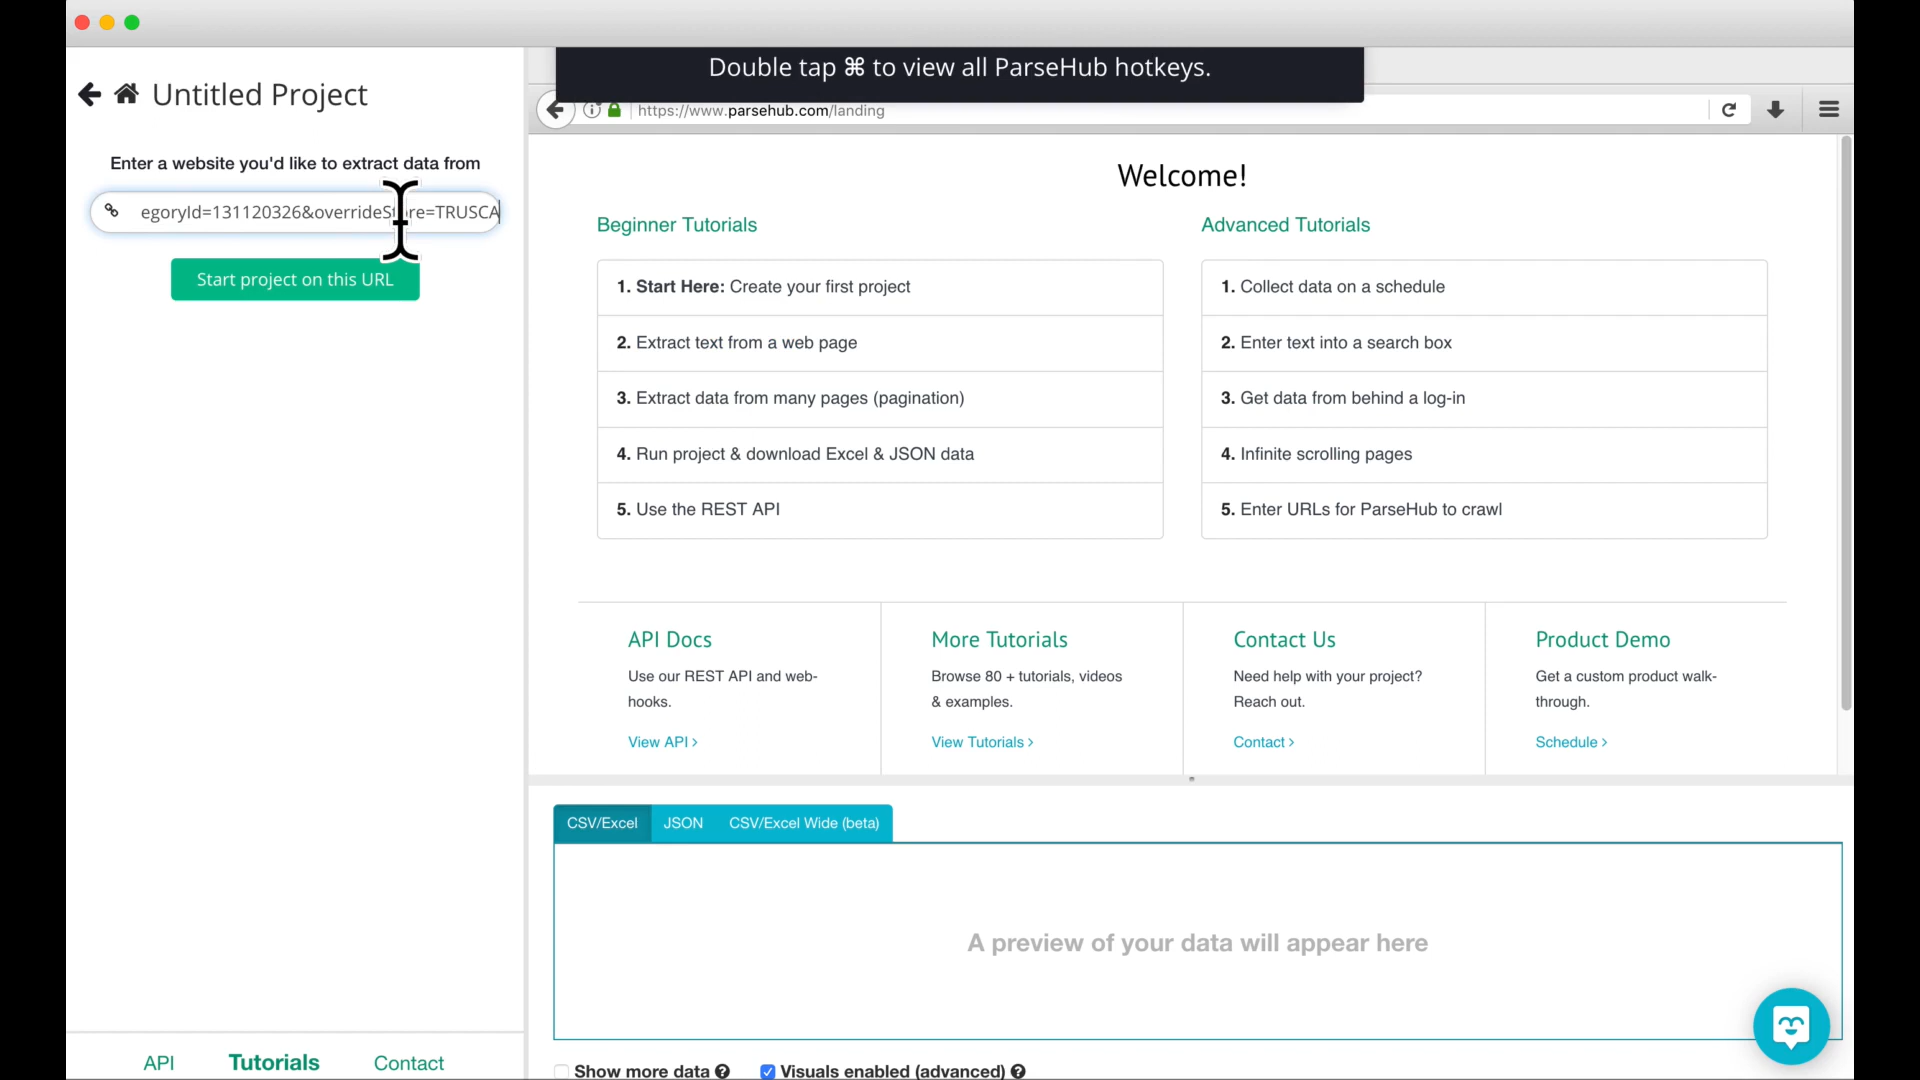 Double tap ⌘ to view all ParseHub hotkeys.
Untitled Project
https://www.parsehub.com/landing
Enter a website you'd like to extract data from
egoryId=131120326&overrideStore=TRUSCA
Start project on this URL
Welcome!
Beginner Tutorials
1. Start Here: Create your first project
2. Extract text from a web page
3. Extract data from many pages (pagination)
4. Run project & download Excel & JSON data
5. Use the REST API
Advanced Tutorials
1. Collect data on a schedule
2. Enter text into a search box
3. Get data from behind a log-in
4. Infinite scrolling pages
5. Enter URLs for ParseHub to crawl
API Docs
Use our REST API and web-
hooks.
View API >
More Tutorials
Browse 80 + tutorials, videos
& examples.
View Tutorials >
Contact Us
Need help with your project?
Reach out.
Contact >
Product Demo
Get a custom product walk-
through.
Schedule >
CSV/Excel JSON CSV/Excel Wide (beta)
A preview of your data will appear here
API Tutorials Contact
Show more data ? Visuals enabled (advanced) ?